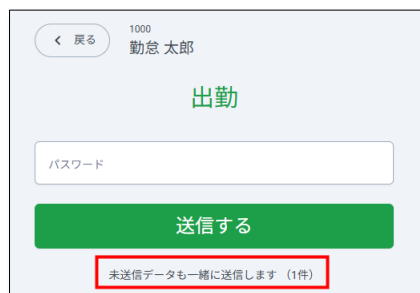 戻る
1000
勤怠 太郎
出勤
パスワード
送信する
未送信データも一緒に送信します （1件）